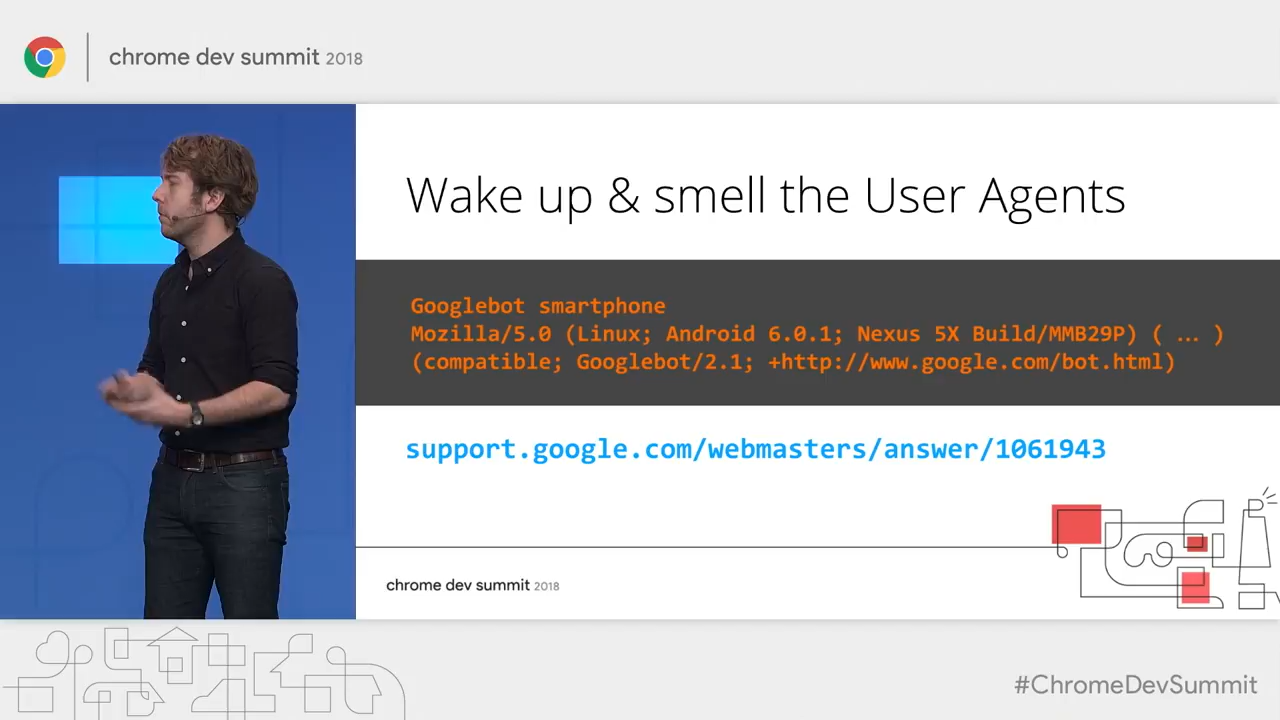 chrome dev summit 2018
Wake up & smell the User Agents
Googlebot smartphone
Mozilla/5.0 (Linux; Android 6.0.1; Nexus 5X Build/MMB29P) ( … )
(compatible; Googlebot/2.1; +http://www.google.com/bot.html)
support.google.com/webmasters/answer/1061943
chrome dev summit 2018
#ChromeDevSummit